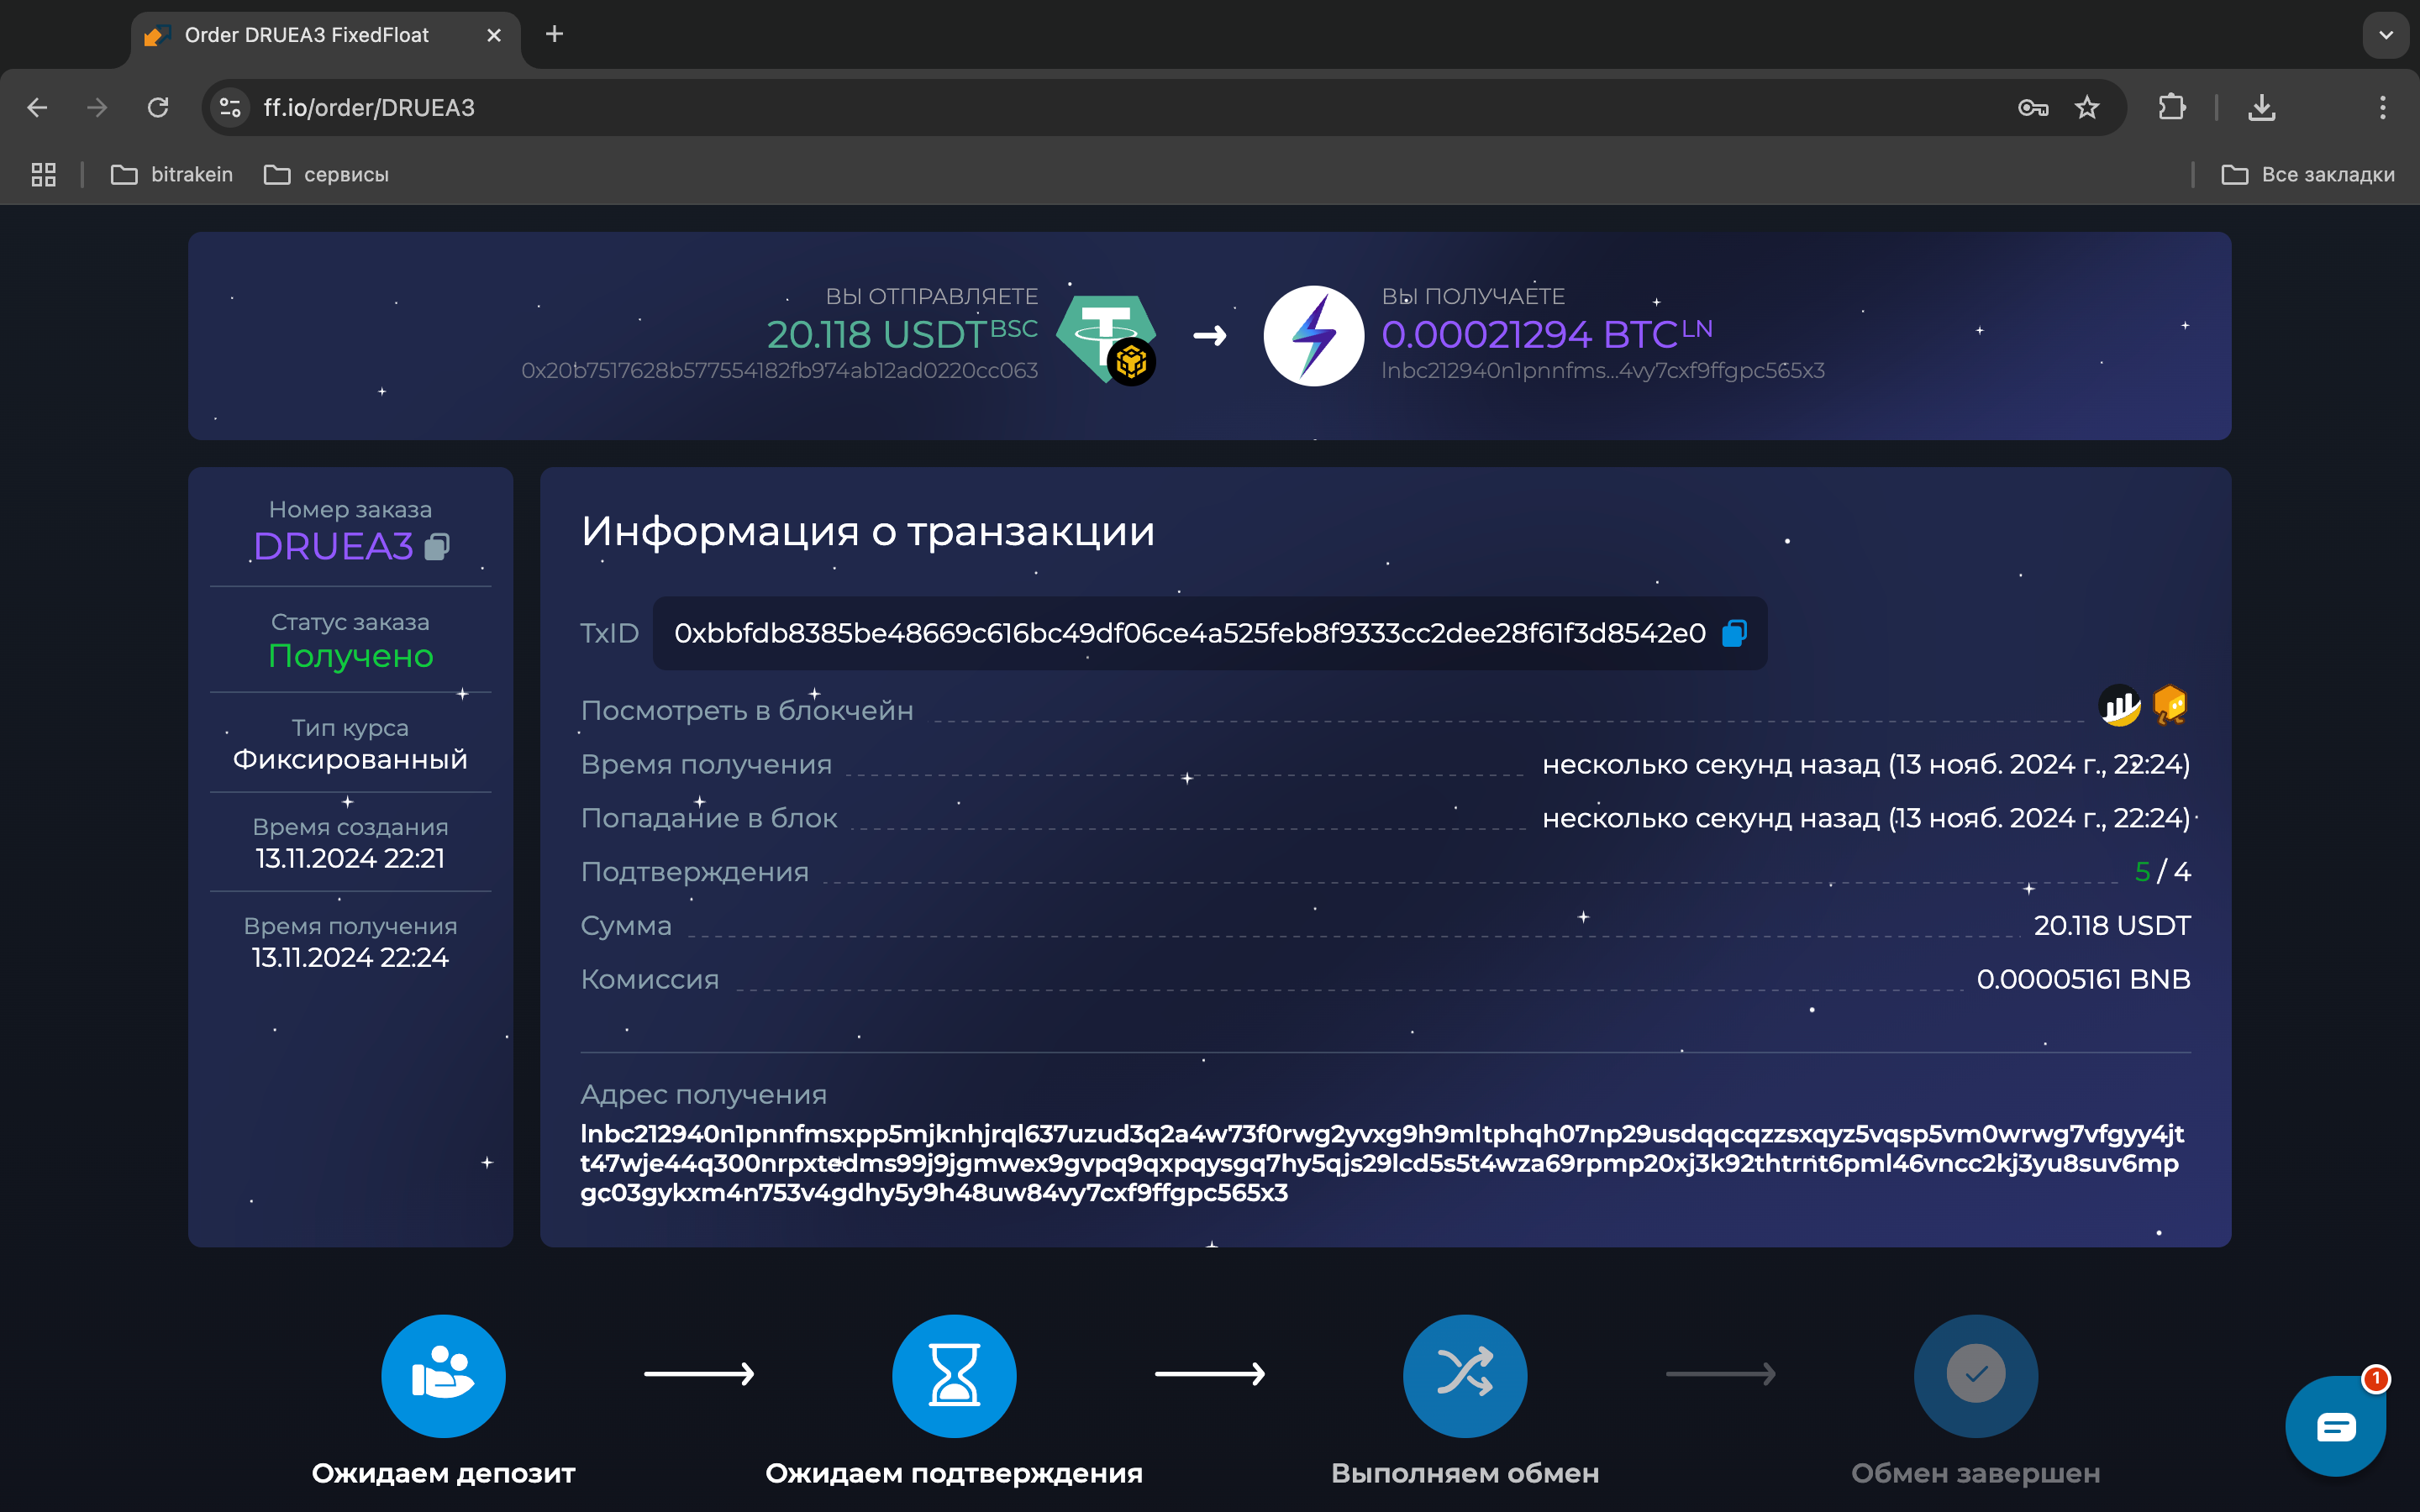 Order DRUEA3 FixedFloat
ff.io/order/DRUEA3
bitrakein
сервисы
Все закладки
ВЫ ОТПРАВЛЯЕТЕ
20.118 USDT BSC
0x20b7517628b577554182fb974ab12ad0220cc063
ВЫ ПОЛУЧАЕТЕ
0.00021294 BTC LN
lnbc212940n1pnnfms...4vy7cxf9ffgpc565x3
Номер заказа
DRUEA3
Статус заказа
Получено
Тип курса
Фиксированный
Время создания
13.11.2024 22:21
Время получения
13.11.2024 22:24
Информация о транзакции
TxID 0xbbfdb8385be48669c616bc49df06ce4a525feb8f9333cc2dee28f61f3d8542e0
Посмотреть в блокчейн
Время получения несколько секунд назад (13 нояб. 2024 г., 22:24)
Попадание в блок несколько секунд назад (13 нояб. 2024 г., 22:24)
Подтверждения 5 / 4
Сумма 20.118 USDT
Комиссия 0.00005161 BNB
Адрес получения
lnbc212940n1pnnfmsxpp5mjknhjrql637uzud3q2a4w73f0rwg2yvxg9h9mltphqh07np29usdqqcqzzsxqyz5vqsp5vm0wrwg7vfgyy4jt
t47wje44q300nrpxtedms99j9jgmwex9gvpq9qxpqysgq7hy5qjs29lcd5s5t4wza69rpmp20xj3k92thtrnt6pml46vncc2kj3yu8suv6mp
gc03gykxm4n753v4gdhy5y9h48uw84vy7cxf9ffgpc565x3
Ожидаем депозит
Ожидаем подтверждения
Выполняем обмен
Обмен завершен
1